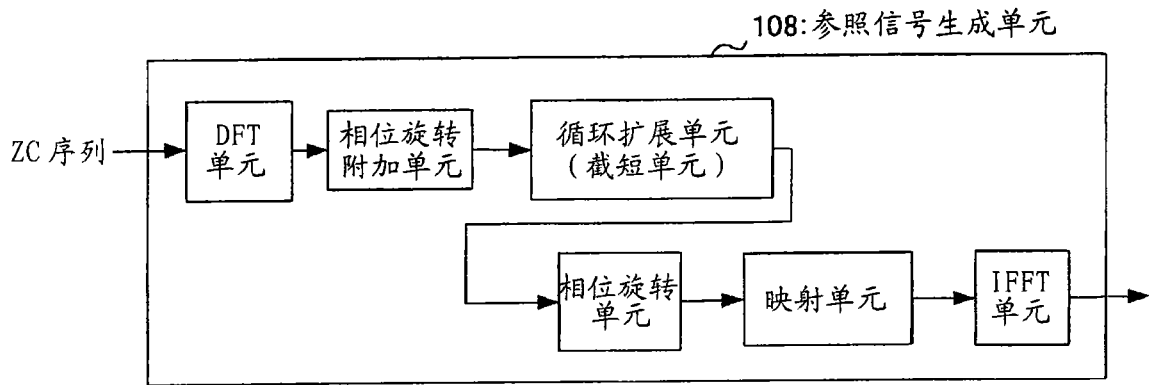 108:参照信号生成单元
ZC 序列
DFT
单元
相位旋转
附加单元
循环扩展单元
(截短单元)
相位旋转
单元
映射单元
IFFT
单元